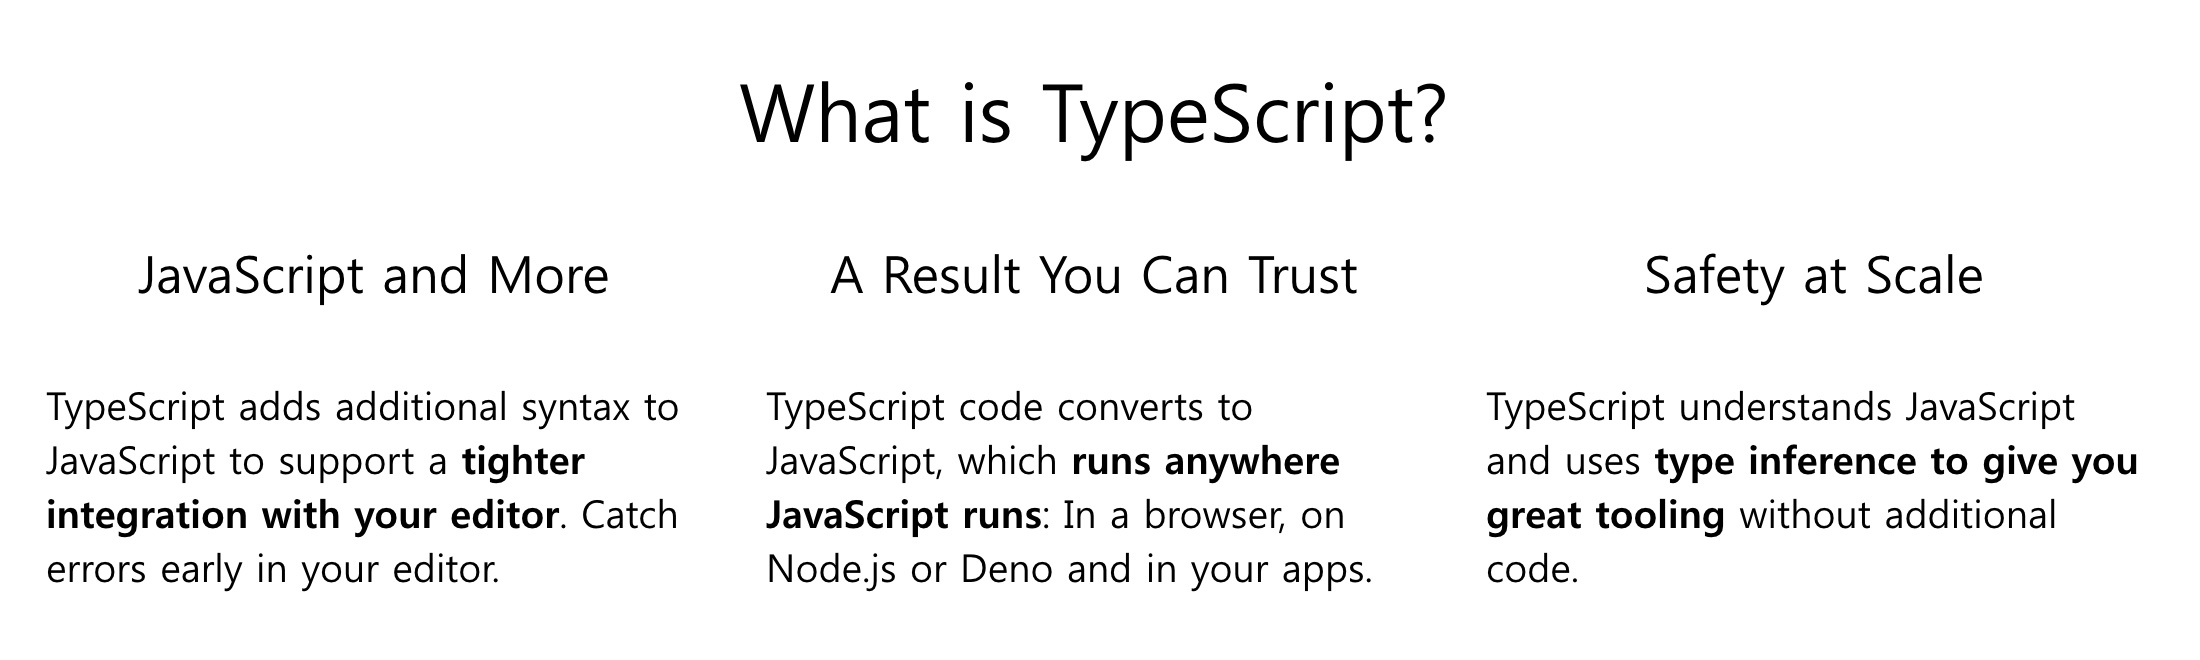 What is TypeScript?
JavaScript and More
TypeScript adds additional syntax to
JavaScript to support a tighter
integration with your editor. Catch
errors early in your editor.
A Result You Can Trust
TypeScript code converts to
JavaScript, which runs anywhere
JavaScript runs: In a browser, on
Node.js or Deno and in your apps.
Safety at Scale
TypeScript understands JavaScript
and uses type inference to give you
great tooling without additional
code.